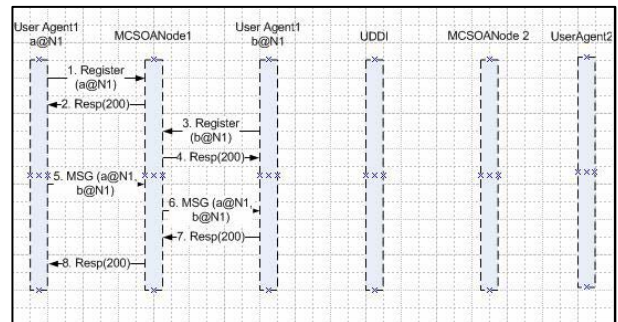 User Agent1
a@N1
MCSOANode1
User Agent1
b@N1
UDDI
MCSOANode 2
UserAgent2
1. Register
(a@N1)
2. Resp(200)
3. Register
(b@N1)
4. Resp(200)
5. MSG (a@N1,
b@N1)
6. MSG (a@N1,
b@N1)
7. Resp(200)
8. Resp(200)